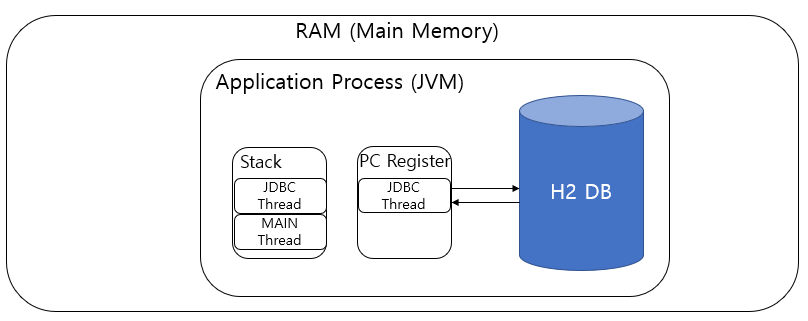 RAM (Main Memory)
Application Process (JVM)
Stack
JDBC
Thread
MAIN
Thread
PC Register
JDBC
Thread
H2 DB